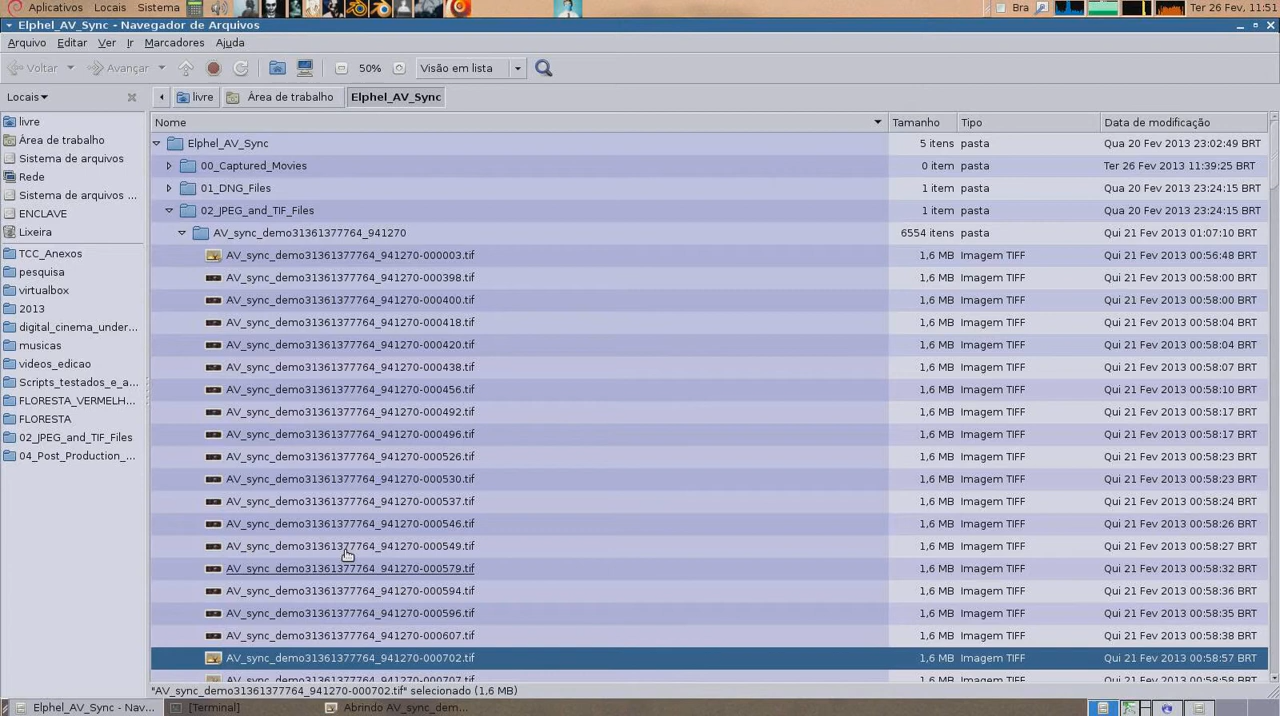 Aplicativos Locais Sistema Bra Ter 26 Fev, 11:51
Elphel_AV_Sync - Navegador de Arquivos
Arquivo Editar Ver Ir Marcadores Ajuda
Voltar Avançar 50% Visão em lista
Locais livre Área de trabalho Elphel_AV_Sync
Nome Tamanho Tipo Data de modificação
livre
Área de trabalho
Sistema de arquivos
Rede
Sistema de arquivos ...
ENCLAVE
Lixeira
TCC_Anexos
pesquisa
virtualbox
2013
digital_cinema_under...
musicas
videos_edicao
Scripts_testados_e_a...
FLORESTA_VERMELH...
FLORESTA
02_JPEG_and_TIF_Files
04_Post_Production_...
Elphel_AV_Sync 5 itens pasta Qua 20 Fev 2013 23:02:49 BRT
00_Captured_Movies 0 item pasta Ter 26 Fev 2013 11:39:25 BRT
01_DNG_Files 1 item pasta Qua 20 Fev 2013 23:24:15 BRT
02_JPEG_and_TIF_Files 1 item pasta Qua 20 Fev 2013 23:24:15 BRT
AV_sync_demo31361377764_941270 6554 itens pasta Qui 21 Fev 2013 01:07:10 BRT
AV_sync_demo31361377764_941270-000003.tif 1,6 MB Imagem TIFF Qui 21 Fev 2013 00:56:48 BRT
AV_sync_demo31361377764_941270-000398.tif 1,6 MB Imagem TIFF Qui 21 Fev 2013 00:58:00 BRT
AV_sync_demo31361377764_941270-000400.tif 1,6 MB Imagem TIFF Qui 21 Fev 2013 00:58:00 BRT
AV_sync_demo31361377764_941270-000418.tif 1,6 MB Imagem TIFF Qui 21 Fev 2013 00:58:04 BRT
AV_sync_demo31361377764_941270-000420.tif 1,6 MB Imagem TIFF Qui 21 Fev 2013 00:58:04 BRT
AV_sync_demo31361377764_941270-000438.tif 1,6 MB Imagem TIFF Qui 21 Fev 2013 00:58:07 BRT
AV_sync_demo31361377764_941270-000456.tif 1,6 MB Imagem TIFF Qui 21 Fev 2013 00:58:10 BRT
AV_sync_demo31361377764_941270-000492.tif 1,6 MB Imagem TIFF Qui 21 Fev 2013 00:58:17 BRT
AV_sync_demo31361377764_941270-000496.tif 1,6 MB Imagem TIFF Qui 21 Fev 2013 00:58:17 BRT
AV_sync_demo31361377764_941270-000526.tif 1,6 MB Imagem TIFF Qui 21 Fev 2013 00:58:23 BRT
AV_sync_demo31361377764_941270-000530.tif 1,6 MB Imagem TIFF Qui 21 Fev 2013 00:58:23 BRT
AV_sync_demo31361377764_941270-000537.tif 1,6 MB Imagem TIFF Qui 21 Fev 2013 00:58:24 BRT
AV_sync_demo31361377764_941270-000546.tif 1,6 MB Imagem TIFF Qui 21 Fev 2013 00:58:26 BRT
AV_sync_demo31361377764_941270-000549.tif 1,6 MB Imagem TIFF Qui 21 Fev 2013 00:58:27 BRT
AV_sync_demo31361377764_941270-000579.tif 1,6 MB Imagem TIFF Qui 21 Fev 2013 00:58:32 BRT
AV_sync_demo31361377764_941270-000594.tif 1,6 MB Imagem TIFF Qui 21 Fev 2013 00:58:36 BRT
AV_sync_demo31361377764_941270-000596.tif 1,6 MB Imagem TIFF Qui 21 Fev 2013 00:58:35 BRT
AV_sync_demo31361377764_941270-000607.tif 1,6 MB Imagem TIFF Qui 21 Fev 2013 00:58:38 BRT
AV_sync_demo31361377764_941270-000702.tif 1,6 MB Imagem TIFF Qui 21 Fev 2013 00:58:57 BRT
"AV_sync_demo31361377764_941270-000702.tif" selecionado (1,6 MB)
Elphel_AV_Sync - Nav... [Terminal] Abrindo AV_sync_dem...